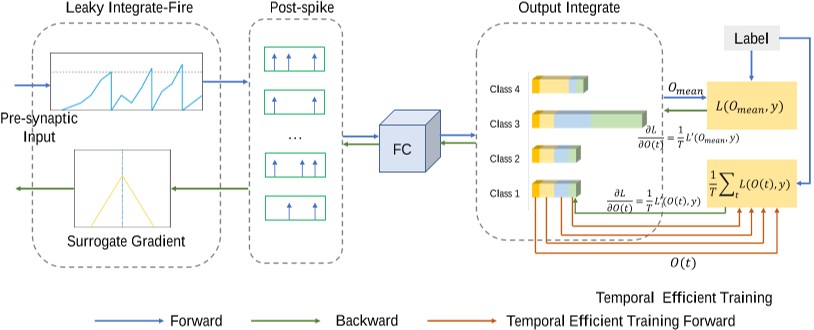 Leaky Integrate-Fire
Post-spike
Output Integrate
Label
Pre-synaptic
Input
Surrogate Gradient
...
FC
Class 4
Class 3
Class 2
Class 1
O_mean
L(O_mean, y)
∂L/∂O(t) = 1/T L'(O_mean, y)
1/T ∑_t L(O(t), y)
∂L/∂O(t) = 1/T L'(O(t), y)
O(t)
Temporal Efficient Training
Forward
Backward
Temporal Efficient Training Forward